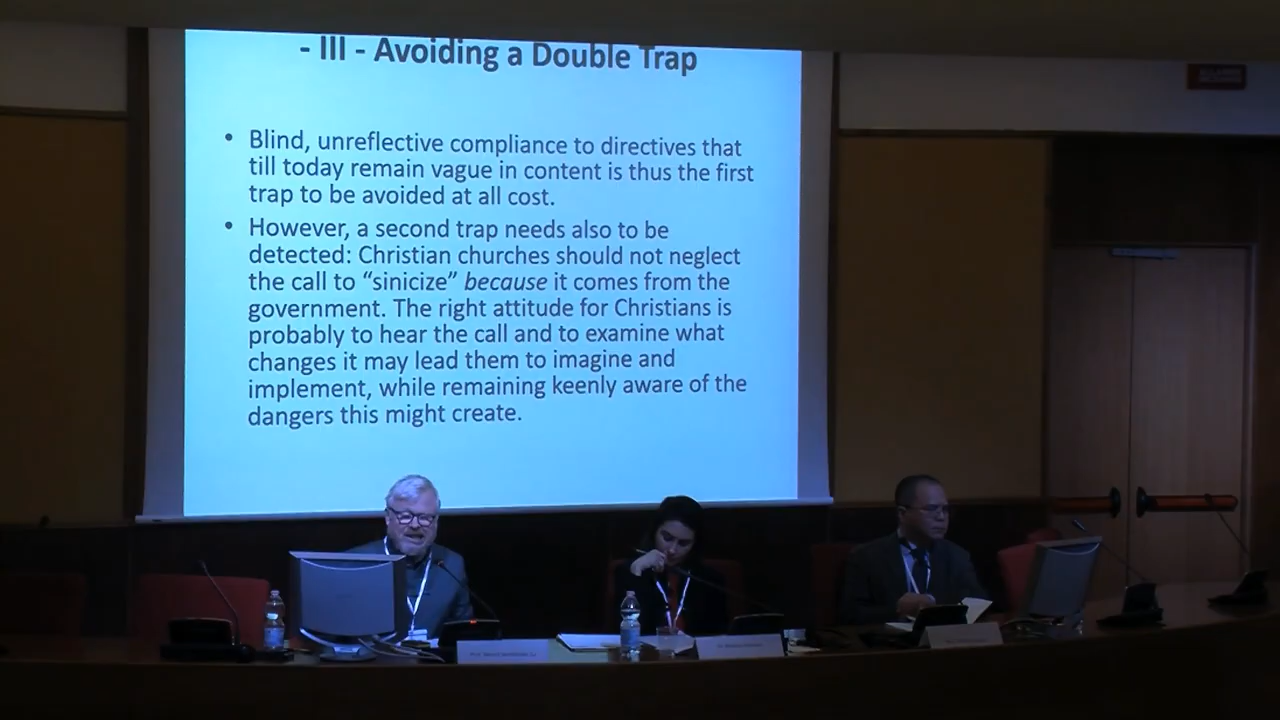 - III - Avoiding a Double Trap
• Blind, unreflective compliance to directives that
till today remain vague in content is thus the first
trap to be avoided at all cost.
• However, a second trap needs also to be
detected: Christian churches should not neglect
the call to “sinicize” because it comes from the
government. The right attitude for Christians is
probably to hear the call and to examine what
changes it may lead them to imagine and
implement, while remaining keenly aware of the
dangers this might create.